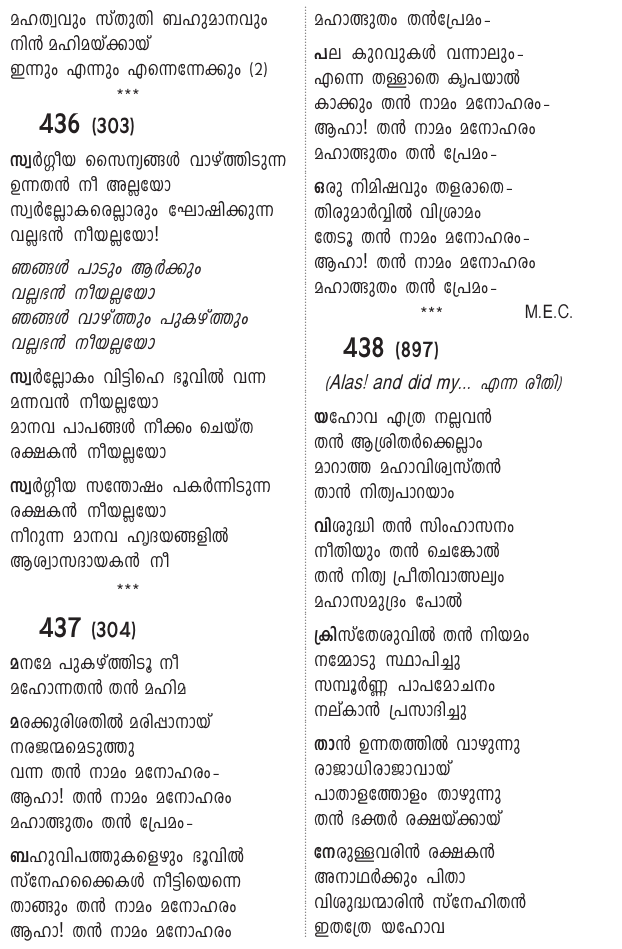 മഹത്വവും സ്തുതി ബഹുമാനവും
നിൻ മഹിമയ്ക്കായ്
ഇന്നും എന്നും എന്നെന്നേക്കും (2)
***
436 (303)
സ്വർഗ്ഗീയ സൈന്യങ്ങൾ വാഴ്ത്തിടുന്ന
ഉന്നതൻ നീ അല്ലയോ
സ്വർല്ലോകരെല്ലാരും ഘോഷിക്കുന്ന
വല്ലഭൻ നീയല്ലയോ!
ഞങ്ങൾ പാടും ആർക്കും
വല്ലഭൻ നീയല്ലയോ
ഞങ്ങൾ വാഴ്ത്തും പുകഴ്ത്തും
വല്ലഭൻ നീയല്ലയോ
സ്വർല്ലോകം വിട്ടിഹെ ഭൂവിൽ വന്ന
മന്നവൻ നീയല്ലയോ
മാനവ പാപങ്ങൾ നീക്കം ചെയ്ത
രക്ഷകൻ നീയല്ലയോ
സ്വർഗ്ഗീയ സന്തോഷം പകർന്നിടുന്ന
രക്ഷകൻ നീയല്ലയോ
നീറുന്ന മാനവ ഹൃദയങ്ങളിൽ
ആശ്വാസദായകൻ നീ
***
437 (304)
മനമേ പുകഴ്ത്തിടൂ നീ
മഹോന്നതൻ തൻ മഹിമ
മരക്കുരിശതിൽ മരിപ്പാനായ്
നരജന്മമെടുത്തു
വന്ന തൻ നാമം മനോഹരം-
ആഹാ! തൻ നാമം മനോഹരം
മഹാത്ഭുതം തൻ പ്രേമം-
ബഹുവിപത്തുകളെഴും ഭൂവിൽ
സ്നേഹക്കൈകൾ നീട്ടിയെന്നെ
താങ്ങും തൻ നാമം മനോഹരം
ആഹാ! തൻ നാമം മനോഹരം
മഹാത്ഭുതം തൻപ്രേമം-
പല കുറവുകൾ വന്നാലും-
എന്നെ തള്ളാതെ കൃപയാൽ
കാക്കും തൻ നാമം മനോഹരം-
ആഹാ! തൻ നാമം മനോഹരം
മഹാത്ഭുതം തൻ പ്രേമം-
ഒരു നിമിഷവും തളരാതെ-
തിരുമാർവ്വിൽ വിശ്രാമം
തേടൂ തൻ നാമം മനോഹരം-
ആഹാ! തൻ നാമം മനോഹരം
മഹാത്ഭുതം തൻ പ്രേമം-
*** M.E.C.
438 (897)
(Alas! and did my... എന്ന രീതി)
യഹോവ എത്ര നല്ലവൻ
തൻ ആശ്രിതർക്കെല്ലാം
മാറാത്ത മഹാവിശ്വസ്തൻ
താൻ നിത്യപാറയാം
വിശുദ്ധി തൻ സിംഹാസനം
നീതിയും തൻ ചെങ്കോൽ
തൻ നിത്യ പ്രീതിവാത്സല്യം
മഹാസമുദ്രം പോൽ
ക്രിസ്തേശുവിൽ തൻ നിയമം
നമ്മോടു സ്ഥാപിച്ചു
സമ്പൂർണ്ണ പാപമോചനം
നല്കാൻ പ്രസാദിച്ചു
താൻ ഉന്നതത്തിൽ വാഴുന്നു
രാജാധിരാജാവായ്
പാതാളത്തോളം താഴുന്നു
തൻ ഭക്തർ രക്ഷയ്ക്കായ്
നേരുള്ളവരിൻ രക്ഷകൻ
അനാഥർക്കും പിതാ
വിശുദ്ധന്മാരിൻ സ്നേഹിതൻ
ഇതത്രേ യഹോവ